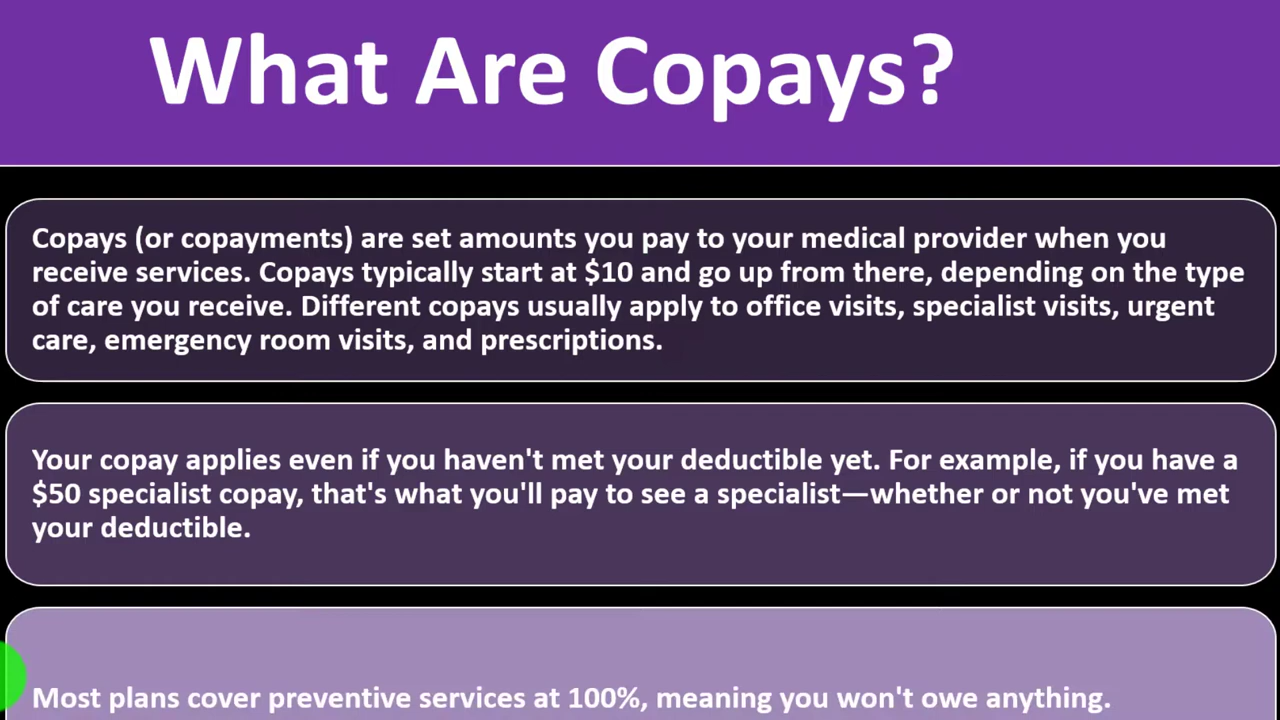 What Are Copays?
Copays (or copayments) are set amounts you pay to your medical provider when you
receive services. Copays typically start at $10 and go up from there, depending on the type
of care you receive. Different copays usually apply to office visits, specialist visits, urgent
care, emergency room visits, and prescriptions.
Your copay applies even if you haven't met your deductible yet. For example, if you have a
$50 specialist copay, that's what you'll pay to see a specialist—whether or not you've met
your deductible.
Most plans cover preventive services at 100%, meaning you won't owe anything.